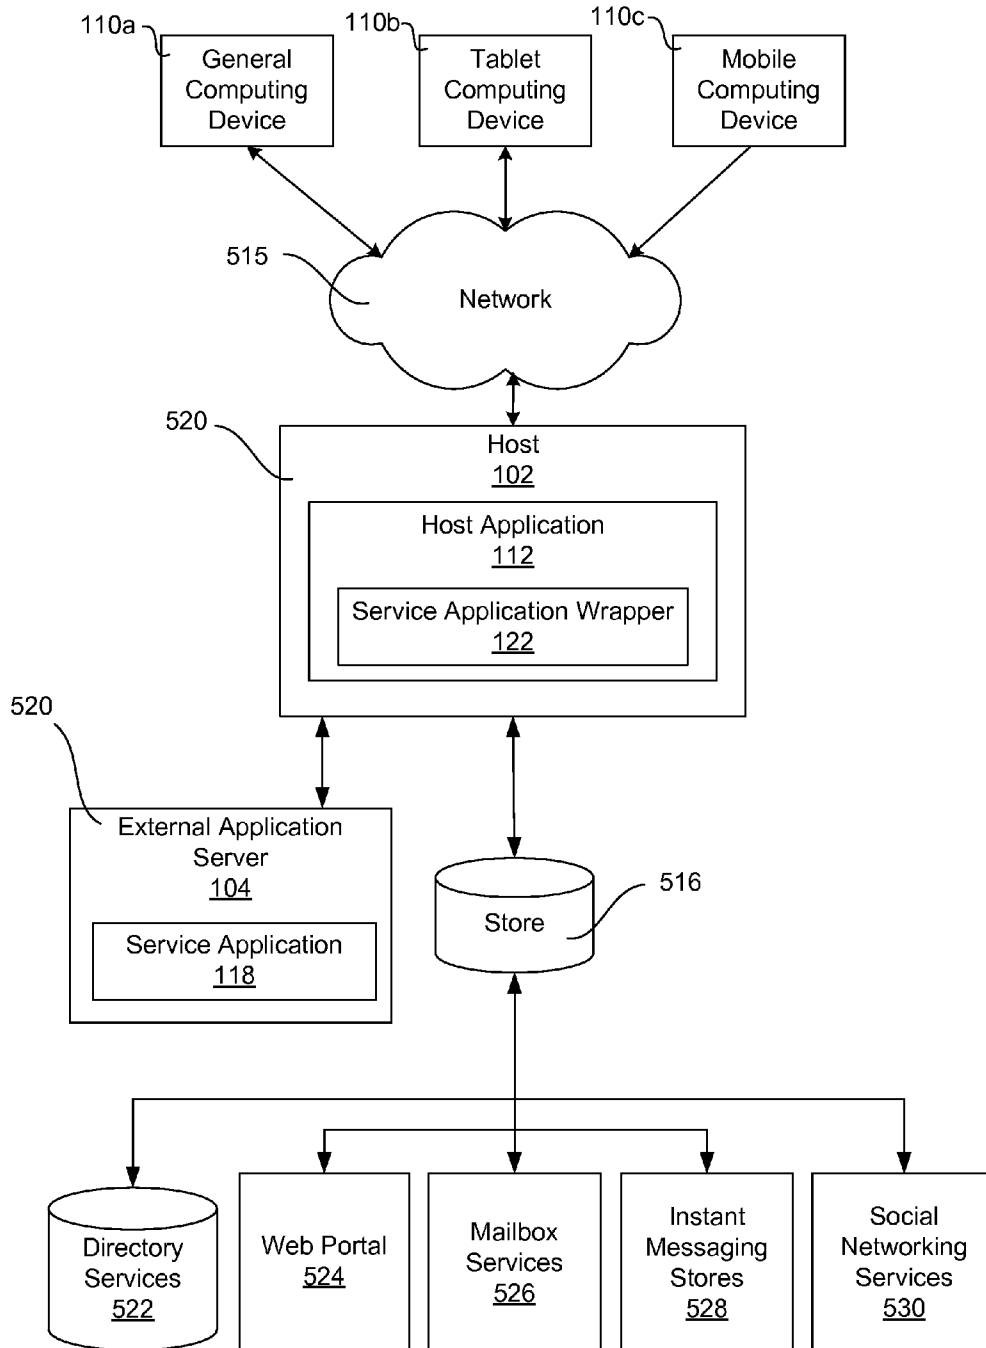 110a
110b
110c
General
Computing
Device
Tablet
Computing
Device
Mobile
Computing
Device
515
Network
520
Host
102
Host Application
112
Service Application Wrapper
122
520
External Application
Server
104
Service Application
118
Store
516
Directory
Services
522
Web Portal
524
Mailbox
Services
526
Instant
Messaging
Stores
528
Social
Networking
Services
530